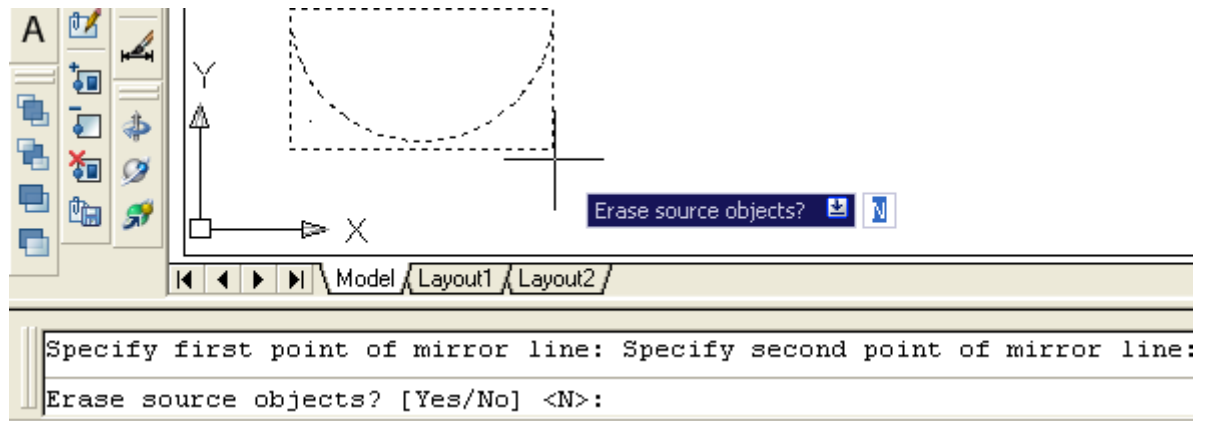 A
Y
Erase source objects? N
X
Model Layout1 Layout2
Specify first point of mirror line: Specify second point of mirror line:
Erase source objects? [Yes/No] <N>: